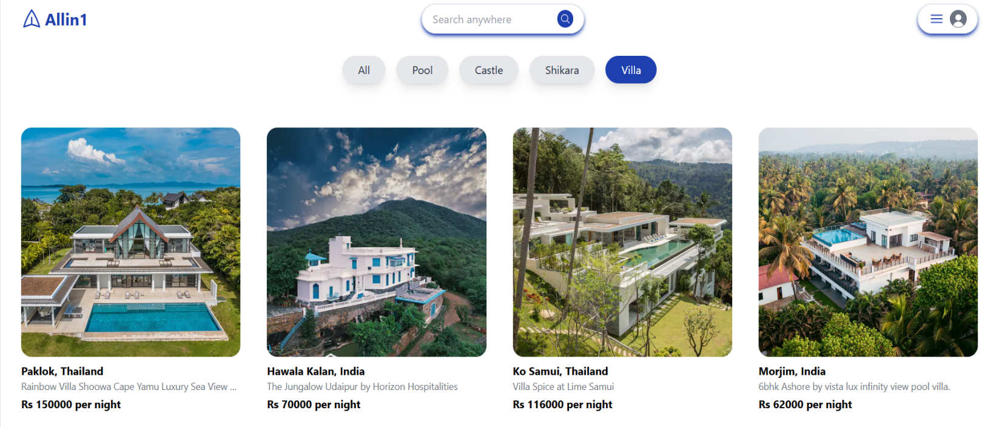 Allin1
Search anywhere
All
Pool
Castle
Shikara
Villa
Paklok, Thailand
Rainbow Villa Shoowa Cape Yamu Luxury Sea View ...
Rs 150000 per night
Hawala Kalan, India
The Jungalow Udaipur by Horizon Hospitalities
Rs 70000 per night
Ko Samui, Thailand
Villa Spice at Lime Samui
Rs 116000 per night
Morjim, India
6bhk Ashore by vista lux infinity view pool villa.
Rs 62000 per night